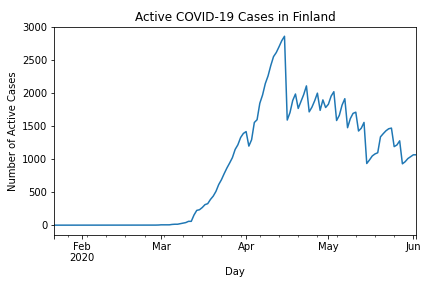 Active COVID-19 Cases in Finland
Number of Active Cases
3000
2500
2000
1500
1000
500
0
Feb
2020
Mar
Apr
May
Jun
Day